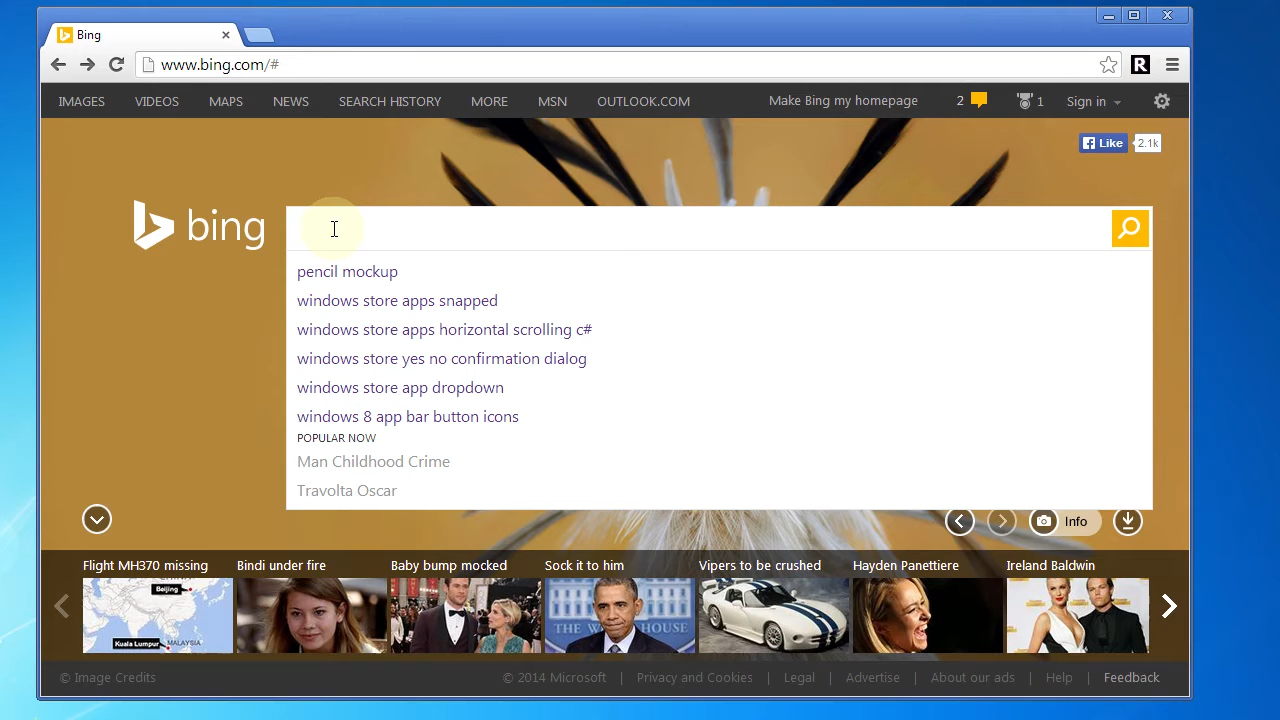 Bing
www.bing.com/#
R
IMAGES VIDEOS MAPS NEWS SEARCH HISTORY MORE MSN OUTLOOK.COM Make Bing my homepage 2 1 Sign in
Like 2.1k
bing
pencil mockup
windows store apps snapped
windows store apps horizontal scrolling c#
windows store yes no confirmation dialog
windows store app dropdown
windows 8 app bar button icons
POPULAR NOW
Man Childhood Crime
Travolta Oscar
Info
Flight MH370 missing Bindi under fire Baby bump mocked Sock it to him Vipers to be crushed Hayden Panettiere Ireland Baldwin
Beijing
Kuala Lumpur
MALAYSIA
THE WHITE HOUSE
© Image Credits © 2014 Microsoft | Privacy and Cookies | Legal | Advertise | About our ads | Help | Feedback